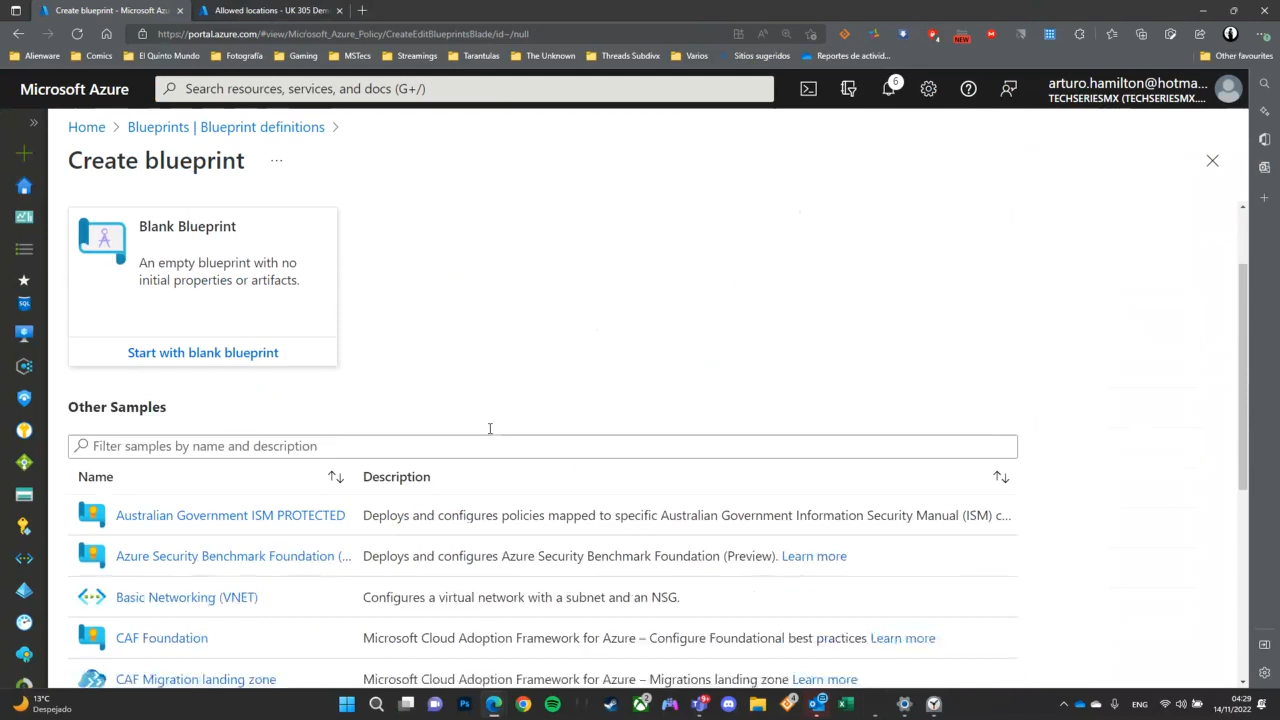 Create blueprint - Microsoft Az
Allowed locations - UK 305 Dem
https://portal.azure.com/#view/Microsoft_Azure_Policy/CreateEditBlueprintsBlade/id~/null
4
NEW
Alienware
Comics
El Quinto Mundo
Fotografía
Gaming
MSTecs
Streamings
Tarantulas
The Unknown
Threads Subdivx
Varios
Sitios sugeridos
Reportes de activid...
Other favourites
Microsoft Azure
Search resources, services, and docs (G+/)
6
arturo.hamilton@hotma...
TECHSERIESMX (TECHSERIESMX....
Home > Blueprints | Blueprint definitions >
Create blueprint ...
Blank Blueprint
An empty blueprint with no
initial properties or artifacts.
Start with blank blueprint
Other Samples
Filter samples by name and description
Name
Description
Australian Government ISM PROTECTED
Deploys and configures policies mapped to specific Australian Government Information Security Manual (ISM) c...
Azure Security Benchmark Foundation (...
Deploys and configures Azure Security Benchmark Foundation (Preview). Learn more
Basic Networking (VNET)
Configures a virtual network with a subnet and an NSG.
CAF Foundation
Microsoft Cloud Adoption Framework for Azure – Configure Foundational best practices Learn more
CAF Migration landing zone
Microsoft Cloud Adoption Framework for Azure – Migrations landing zone Learn more
13°C
Despejado
ENG
04:29
14/11/2022